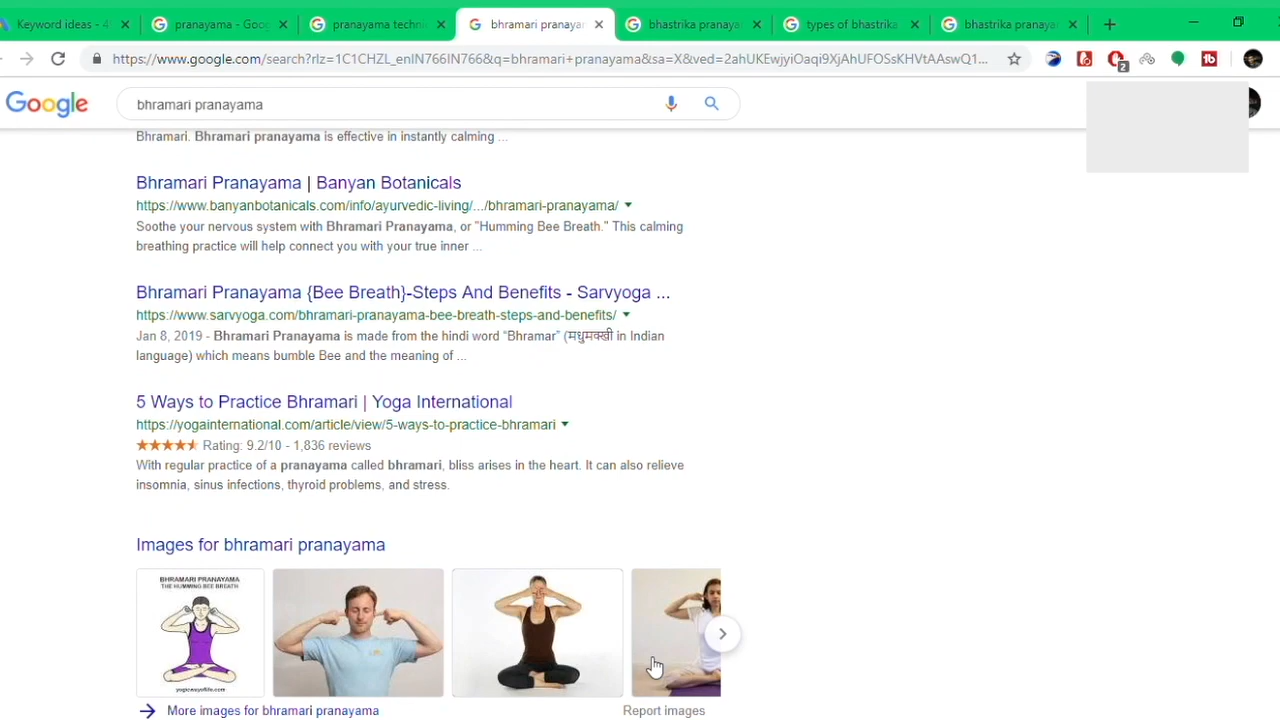 Keyword ideas - 4
pranayama - Goog
pranayama techni
bhramari pranaya
bhastrika pranaya
types of bhastrika
bhastrika pranaya
https://www.google.com/search?rlz=1C1CHZL_enIN766IN766&q=bhramari+pranayama&sa=X&ved=2ahUKEwjyiOaqi9XjAhUFOSsKHVtAAswQ1...
2
Google
bhramari pranayama
Bhramari. Bhramari pranayama is effective in instantly calming ...
Bhramari Pranayama | Banyan Botanicals
https://www.banyanbotanicals.com/info/ayurvedic-living/.../bhramari-pranayama/
Soothe your nervous system with Bhramari Pranayama, or "Humming Bee Breath." This calming
breathing practice will help connect you with your true inner ...
Bhramari Pranayama {Bee Breath}-Steps And Benefits - Sarvyoga ...
https://www.sarvyoga.com/bhramari-pranayama-bee-breath-steps-and-benefits/
Jan 8, 2019 - Bhramari Pranayama is made from the hindi word “Bhramar” (मधुमक्खी in Indian
language) which means bumble Bee and the meaning of ...
5 Ways to Practice Bhramari | Yoga International
https://yogainternational.com/article/view/5-ways-to-practice-bhramari
Rating: 9.2/10 - 1,836 reviews
With regular practice of a pranayama called bhramari, bliss arises in the heart. It can also relieve
insomnia, sinus infections, thyroid problems, and stress.
Images for bhramari pranayama
BHRAMARI PRANAYAMA
THE HUMMING BEE BREATH
yogicwayoflife.com
More images for bhramari pranayama
Report images